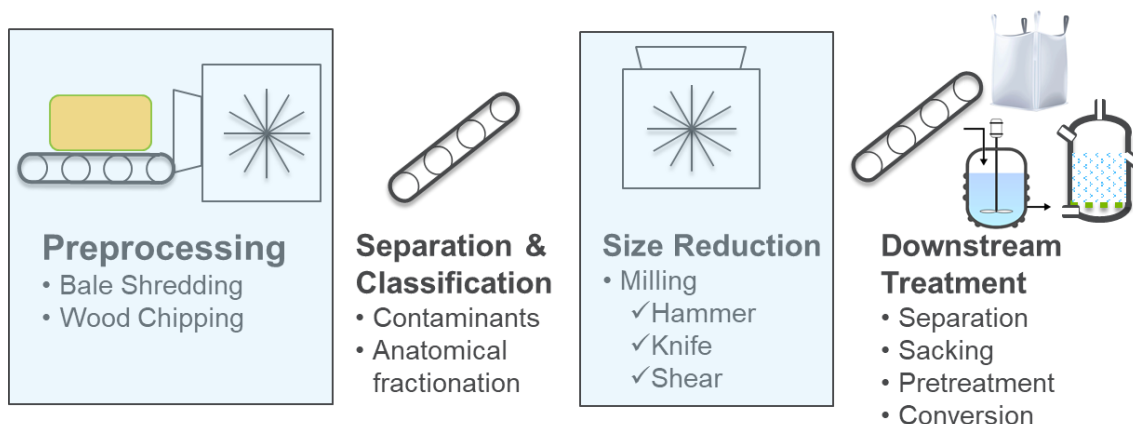 Preprocessing
• Bale Shredding
• Wood Chipping
Separation &
Classification
• Contaminants
• Anatomical
fractionation
Size Reduction
• Milling
✓Hammer
✓Knife
✓Shear
Downstream
Treatment
• Separation
• Sacking
• Pretreatment
• Conversion